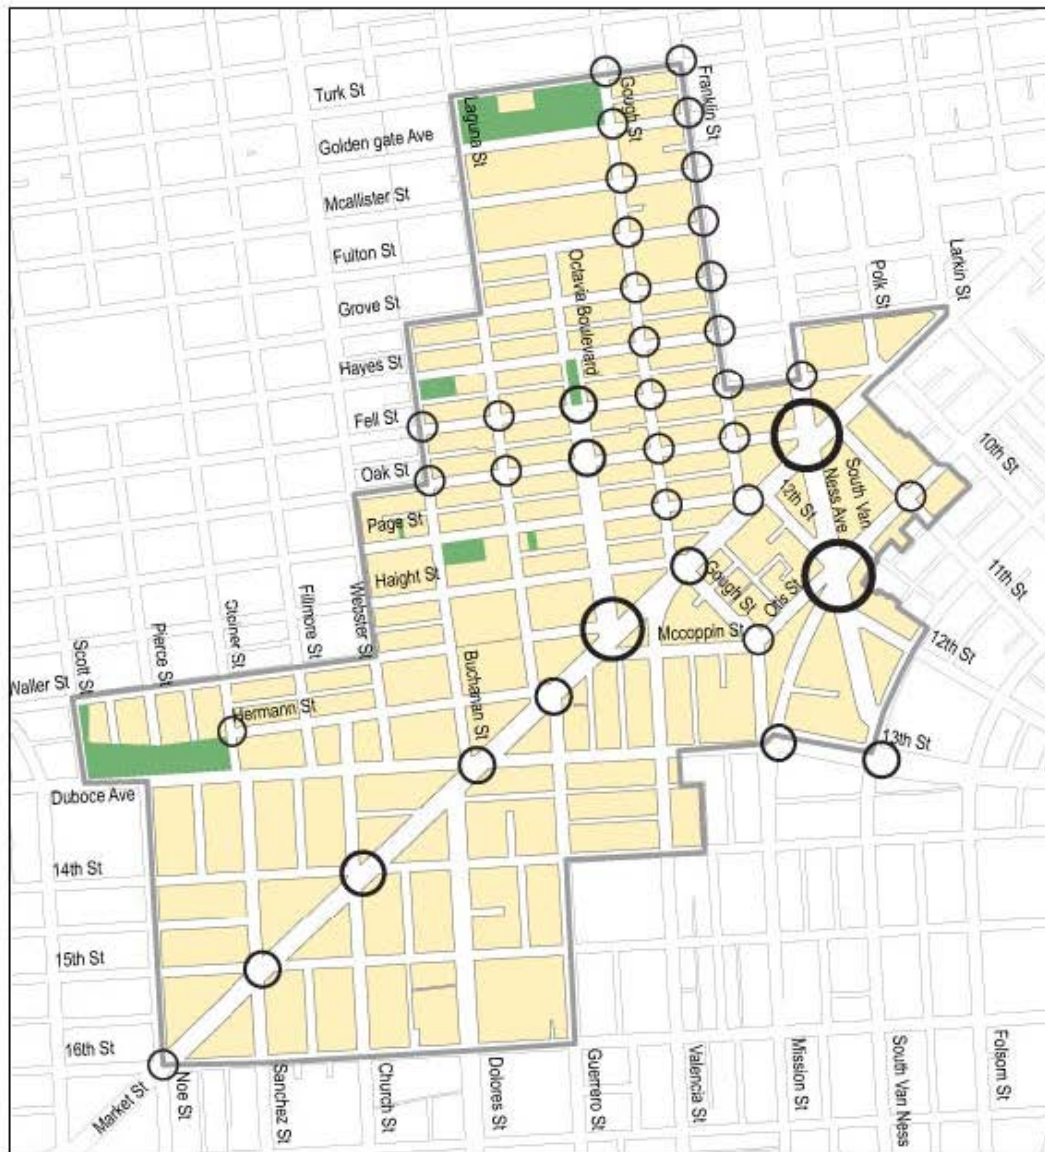 Turk St
Golden gate Ave
Mcallister St
Fulton St
Grove St
Hayes St
Fell St
Oak St
Page St
Haight St
Laguna St
Gough St
Franklin St
Octavia Boulevard
Polk St
Larkin St
10th St
11th St
12th St
South Van
Ness Ave
12th St
Gough St
Otis St
Mccoppin St
13th St
Webster St
Fillmore St
Steiner St
Pierce St
Scott St
Waller St
Hermann St
Buchanan St
Duboce Ave
14th St
15th St
16th St
Market St
Noe St
Sanchez St
Church St
Dolores St
Guerrero St
Valencia St
Mission St
South Van Ness
Folsom St